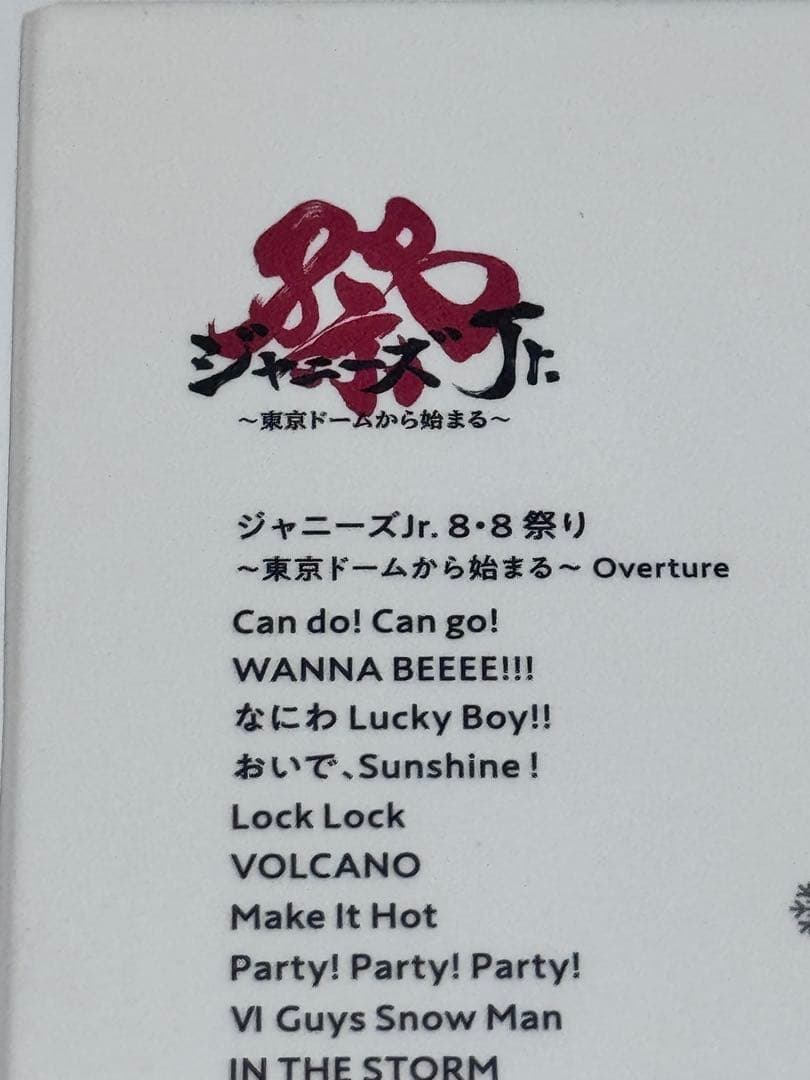 祭
ジャニーズJr.
～東京ドームから始まる～
ジャニーズJr. 8・8 祭り
～東京ドームから始まる～ Overture
Can do! Can go!
WANNA BEEEE!!!
なにわ Lucky Boy!!
おいで、Sunshine!
Lock Lock
VOLCANO
Make It Hot
Party! Party! Party!
VI Guys Snow Man
IN THE STORM